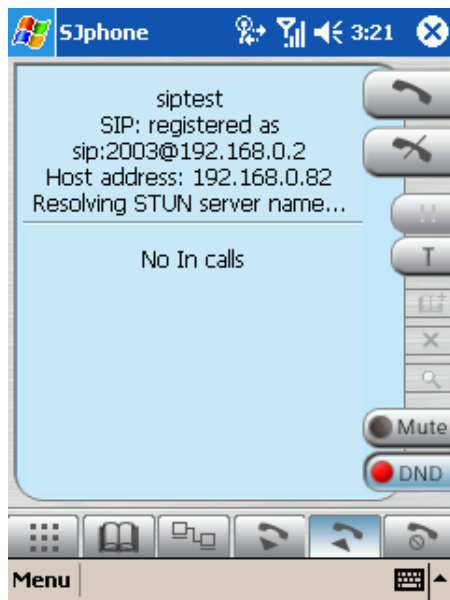 SJphone 3:21
siptest
SIP: registered as
sip:2003@192.168.0.2
Host address: 192.168.0.82
Resolving STUN server name...
No In calls
H
T
Mute
DND
Menu